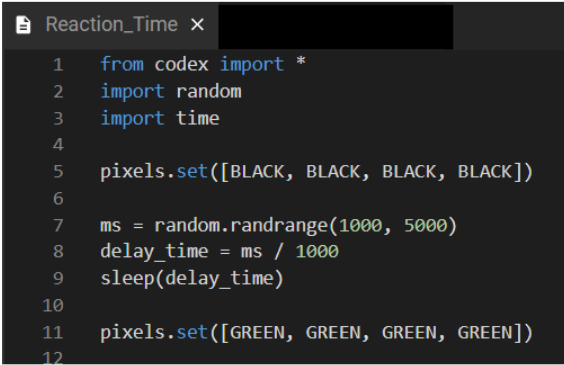 Reaction_Time ×
1 from codex import *
2 import random
3 import time
4
5 pixels.set([BLACK, BLACK, BLACK, BLACK])
6
7 ms = random.randrange(1000, 5000)
8 delay_time = ms / 1000
9 sleep(delay_time)
10
11 pixels.set([GREEN, GREEN, GREEN, GREEN])
12